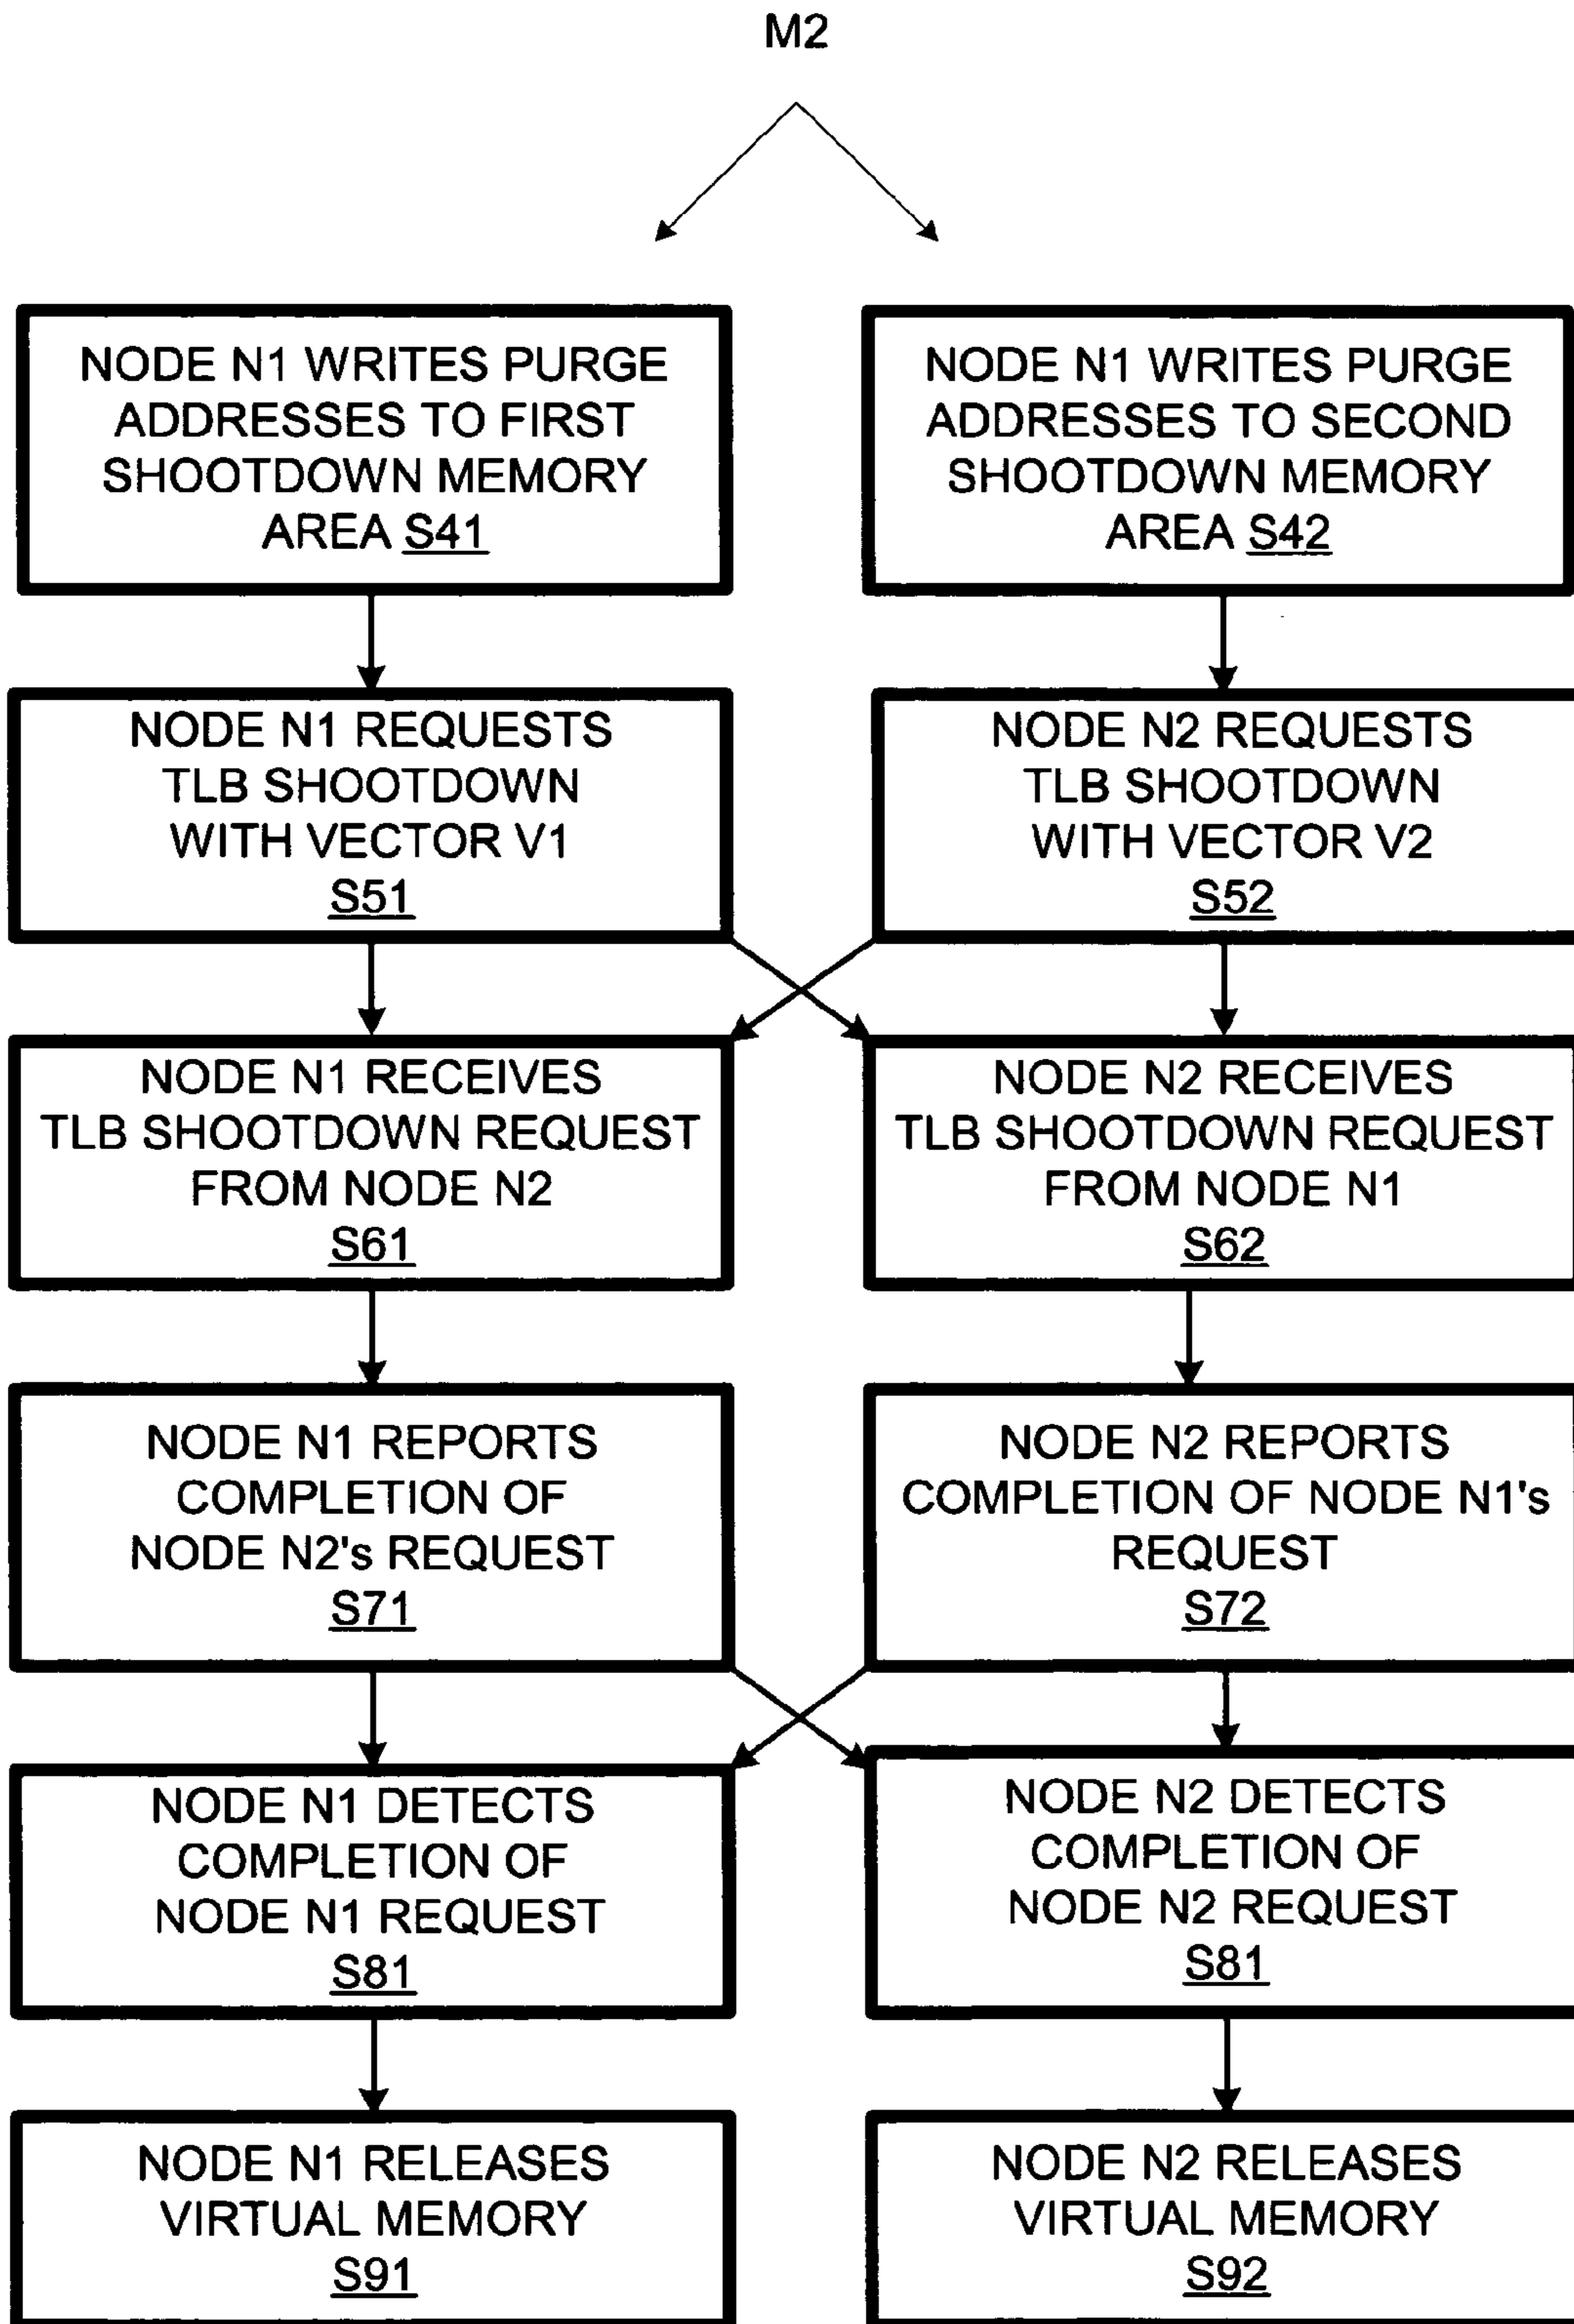 M2
NODE N1 WRITES PURGE
ADDRESSES TO FIRST
SHOOTDOWN MEMORY
AREA S41
NODE N1 WRITES PURGE
ADDRESSES TO SECOND
SHOOTDOWN MEMORY
AREA S42
NODE N1 REQUESTS
TLB SHOOTDOWN
WITH VECTOR V1
S51
NODE N2 REQUESTS
TLB SHOOTDOWN
WITH VECTOR V2
S52
NODE N1 RECEIVES
TLB SHOOTDOWN REQUEST
FROM NODE N2
S61
NODE N2 RECEIVES
TLB SHOOTDOWN REQUEST
FROM NODE N1
S62
NODE N1 REPORTS
COMPLETION OF
NODE N2's REQUEST
S71
NODE N2 REPORTS
COMPLETION OF NODE N1's
REQUEST
S72
NODE N1 DETECTS
COMPLETION OF
NODE N1 REQUEST
S81
NODE N2 DETECTS
COMPLETION OF
NODE N2 REQUEST
S81
NODE N1 RELEASES
VIRTUAL MEMORY
S91
NODE N2 RELEASES
VIRTUAL MEMORY
S92